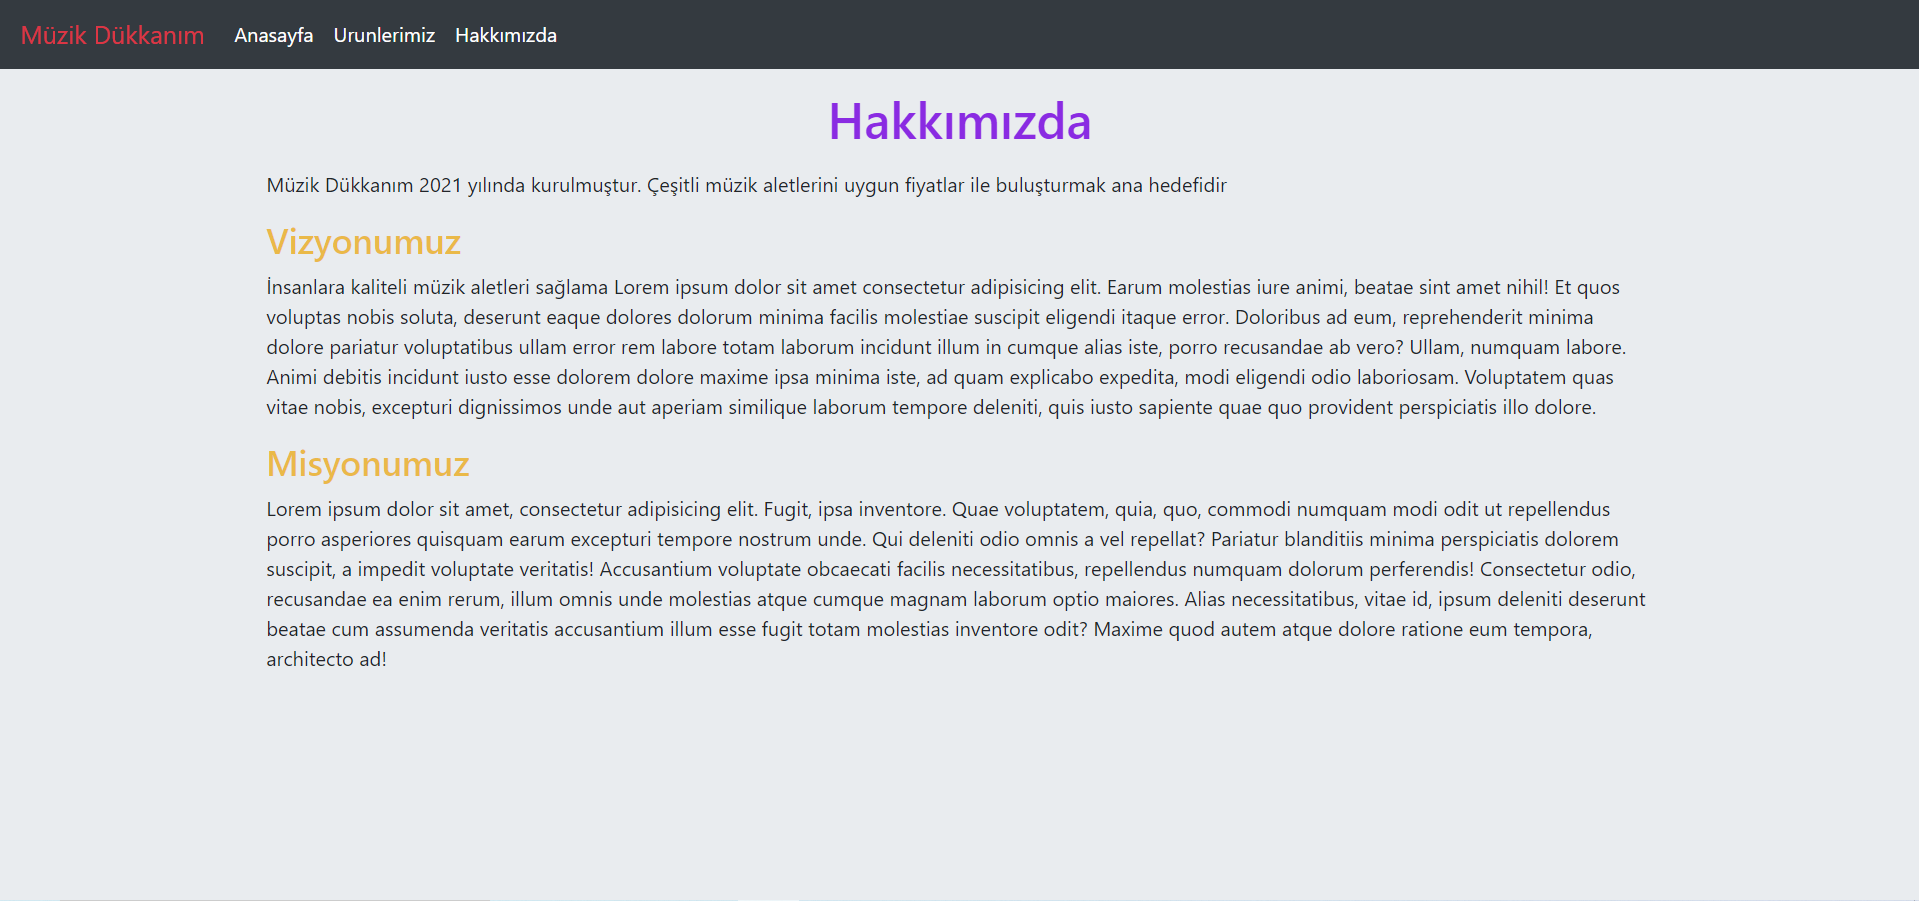 Müzik Dükkanım Anasayfa Urunlerimiz Hakkımızda
Hakkımızda
Müzik Dükkanım 2021 yılında kurulmuştur. Çeşitli müzik aletlerini uygun fiyatlar ile buluşturmak ana hedefidir
Vizyonumuz
İnsanlara kaliteli müzik aletleri sağlama Lorem ipsum dolor sit amet consectetur adipisicing elit. Earum molestias iure animi, beatae sint amet nihil! Et quos
voluptas nobis soluta, deserunt eaque dolores dolorum minima facilis molestiae suscipit eligendi itaque error. Doloribus ad eum, reprehenderit minima
dolore pariatur voluptatibus ullam error rem labore totam laborum incidunt illum in cumque alias iste, porro recusandae ab vero? Ullam, numquam labore.
Animi debitis incidunt iusto esse dolorem dolore maxime ipsa minima iste, ad quam explicabo expedita, modi eligendi odio laboriosam. Voluptatem quas
vitae nobis, excepturi dignissimos unde aut aperiam similique laborum tempore deleniti, quis iusto sapiente quae quo provident perspiciatis illo dolore.
Misyonumuz
Lorem ipsum dolor sit amet, consectetur adipisicing elit. Fugit, ipsa inventore. Quae voluptatem, quia, quo, commodi numquam modi odit ut repellendus
porro asperiores quisquam earum excepturi tempore nostrum unde. Qui deleniti odio omnis a vel repellat? Pariatur blanditiis minima perspiciatis dolorem
suscipit, a impedit voluptate veritatis! Accusantium voluptate obcaecati facilis necessitatibus, repellendus numquam dolorum perferendis! Consectetur odio,
recusandae ea enim rerum, illum omnis unde molestias atque cumque magnam laborum optio maiores. Alias necessitatibus, vitae id, ipsum deleniti deserunt
beatae cum assumenda veritatis accusantium illum esse fugit totam molestias inventore odit? Maxime quod autem atque dolore ratione eum tempora,
architecto ad!